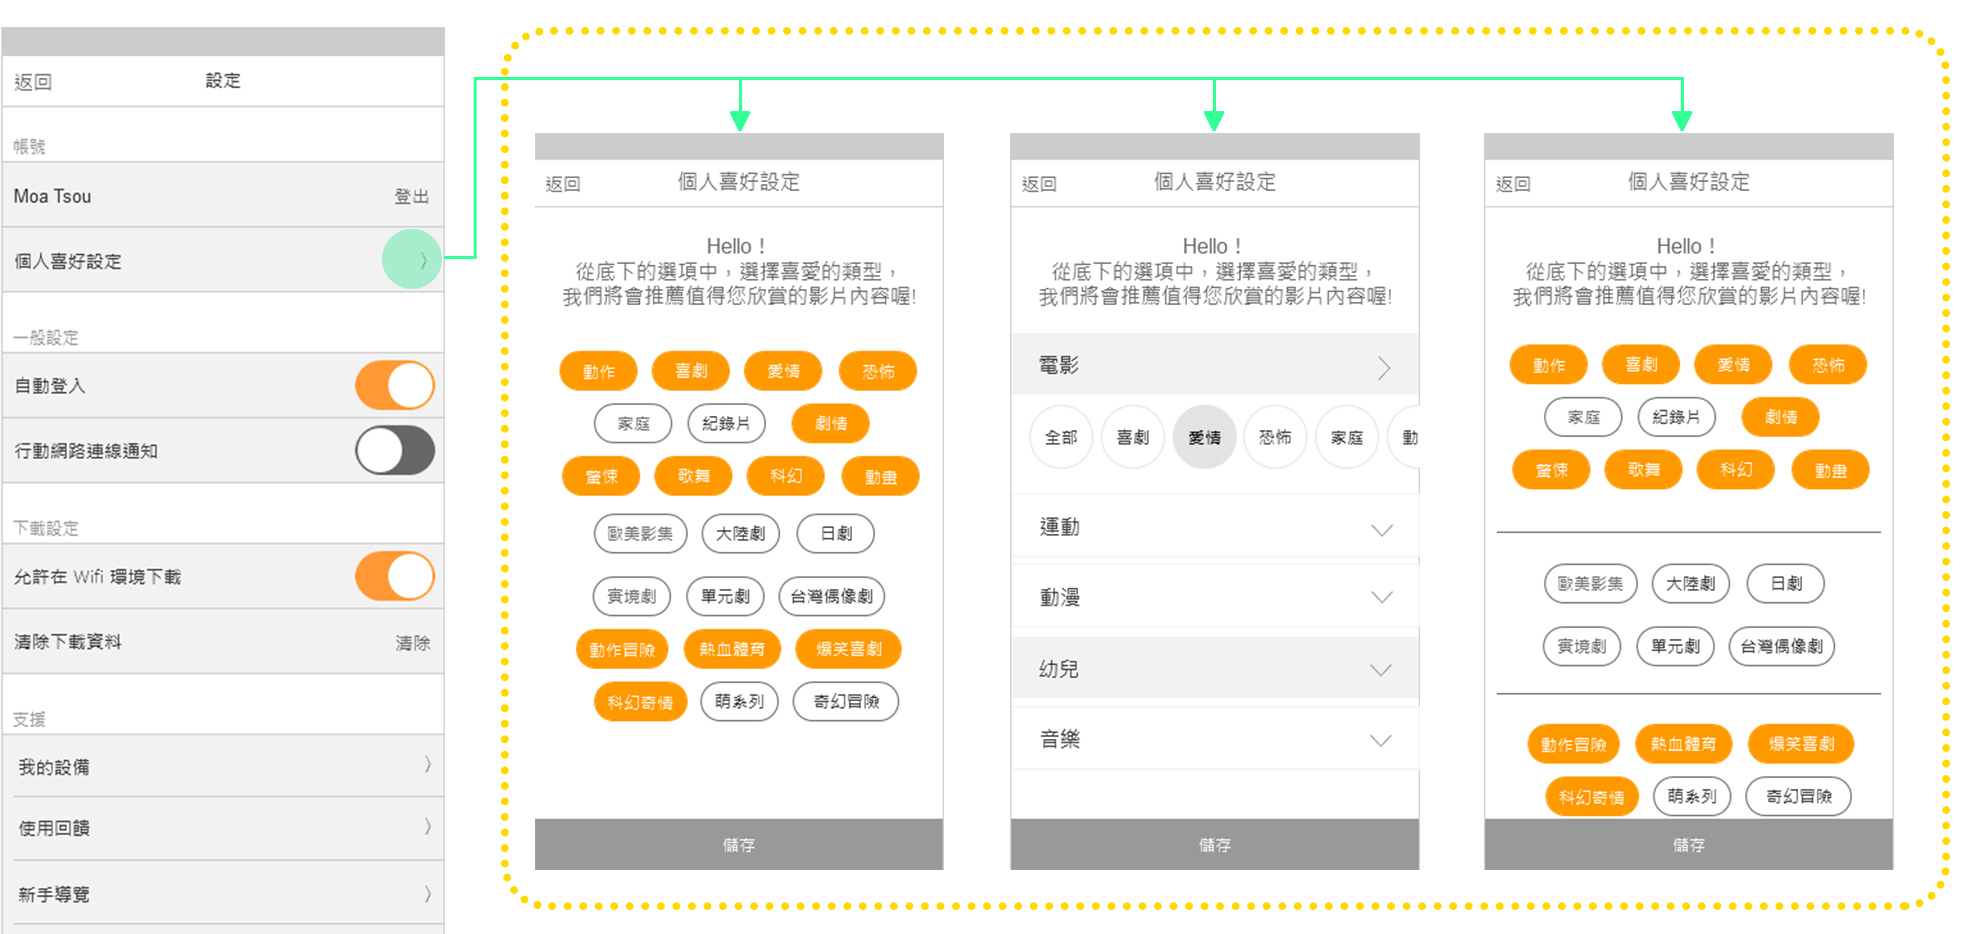 返回
設定
帳號
Moa Tsou
登出
個人喜好設定
一般設定
自動登入
行動網路連線通知
下載設定
允許在 Wifi 環境下載
清除下載資料
清除
支援
我的設備
使用回饋
新手導覽
返回
個人喜好設定
Hello！
從底下的選項中，選擇喜愛的類型，
我們將會推薦值得您欣賞的影片內容喔!
動作 喜劇 愛情 恐怖
家庭 紀錄片 劇情
驚悚 歌舞 科幻 動畫
歐美影集 大陸劇 日劇
實境劇 單元劇 台灣偶像劇
動作冒險 熱血體育 爆笑喜劇
科幻奇情 萌系列 奇幻冒險
儲存
返回
個人喜好設定
Hello！
從底下的選項中，選擇喜愛的類型，
我們將會推薦值得您欣賞的影片內容喔!
電影
全部 喜劇 愛情 恐怖 家庭 動
運動
動漫
幼兒
音樂
儲存
返回
個人喜好設定
Hello！
從底下的選項中，選擇喜愛的類型，
我們將會推薦值得您欣賞的影片內容喔!
動作 喜劇 愛情 恐怖
家庭 紀錄片 劇情
驚悚 歌舞 科幻 動畫
歐美影集 大陸劇 日劇
實境劇 單元劇 台灣偶像劇
動作冒險 熱血體育 爆笑喜劇
科幻奇情 萌系列 奇幻冒險
儲存